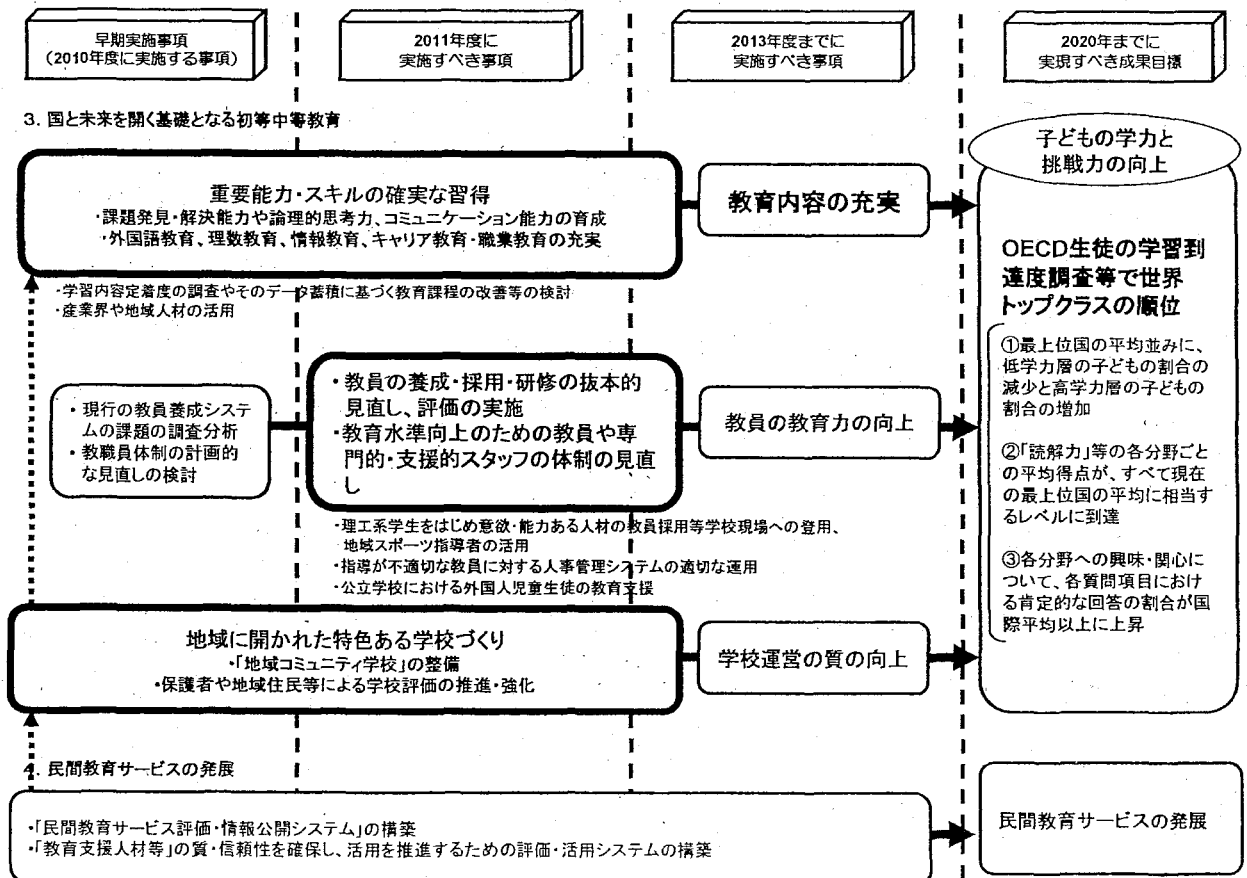 早期実施事項
(2010年度に実施する事項)
2011年度に
実施すべき事項
2013年度までに
実施すべき事項
2020年までに
実現すべき成果目標
3. 国と未来を開く基礎となる初等中等教育
重要能力・スキルの確実な習得
・課題発見・解決能力や論理的思考力、コミュニケーション能力の育成
・外国語教育、理数教育、情報教育、キャリア教育・職業教育の充実
教育内容の充実
・学習内容定着度の調査やそのデータ蓄積に基づく教育課程の改善等の検討
・産業界や地域人材の活用
・現行の教員養成システ
ムの課題の調査分析
・教職員体制の計画的
な見直しの検討
・教員の養成・採用・研修の抜本的
見直し、評価の実施
・教育水準向上のための教員や専
門的・支援的スタッフの体制の見直
し
教員の教育力の向上
・理工系学生をはじめ意欲・能力ある人材の教員採用等学校現場への登用、
地域スポーツ指導者の活用
・指導が不適切な教員に対する人事管理システムの適切な運用
・公立学校における外国人児童生徒の教育支援
地域に開かれた特色ある学校づくり
・「地域コミュニティ学校」の整備
・保護者や地域住民等による学校評価の推進・強化
学校運営の質の向上
子どもの学力と
挑戦力の向上
OECD生徒の学習到
達度調査等で世界
トップクラスの順位
①最上位国の平均並みに、
低学力層の子どもの割合の
減少と高学力層の子どもの
割合の増加
②「読解力」等の各分野ごと
の平均得点が、すべて現在
の最上位国の平均に相当す
るレベルに到達
③各分野への興味・関心に
ついて、各質問項目におけ
る肯定的な回答の割合が国
際平均以上に上昇
4. 民間教育サービスの発展
・「民間教育サービス評価・情報公開システム」の構築
・「教育支援人材等」の質・信頼性を確保し、活用を推進するための評価・活用システムの構築
民間教育サービスの発展